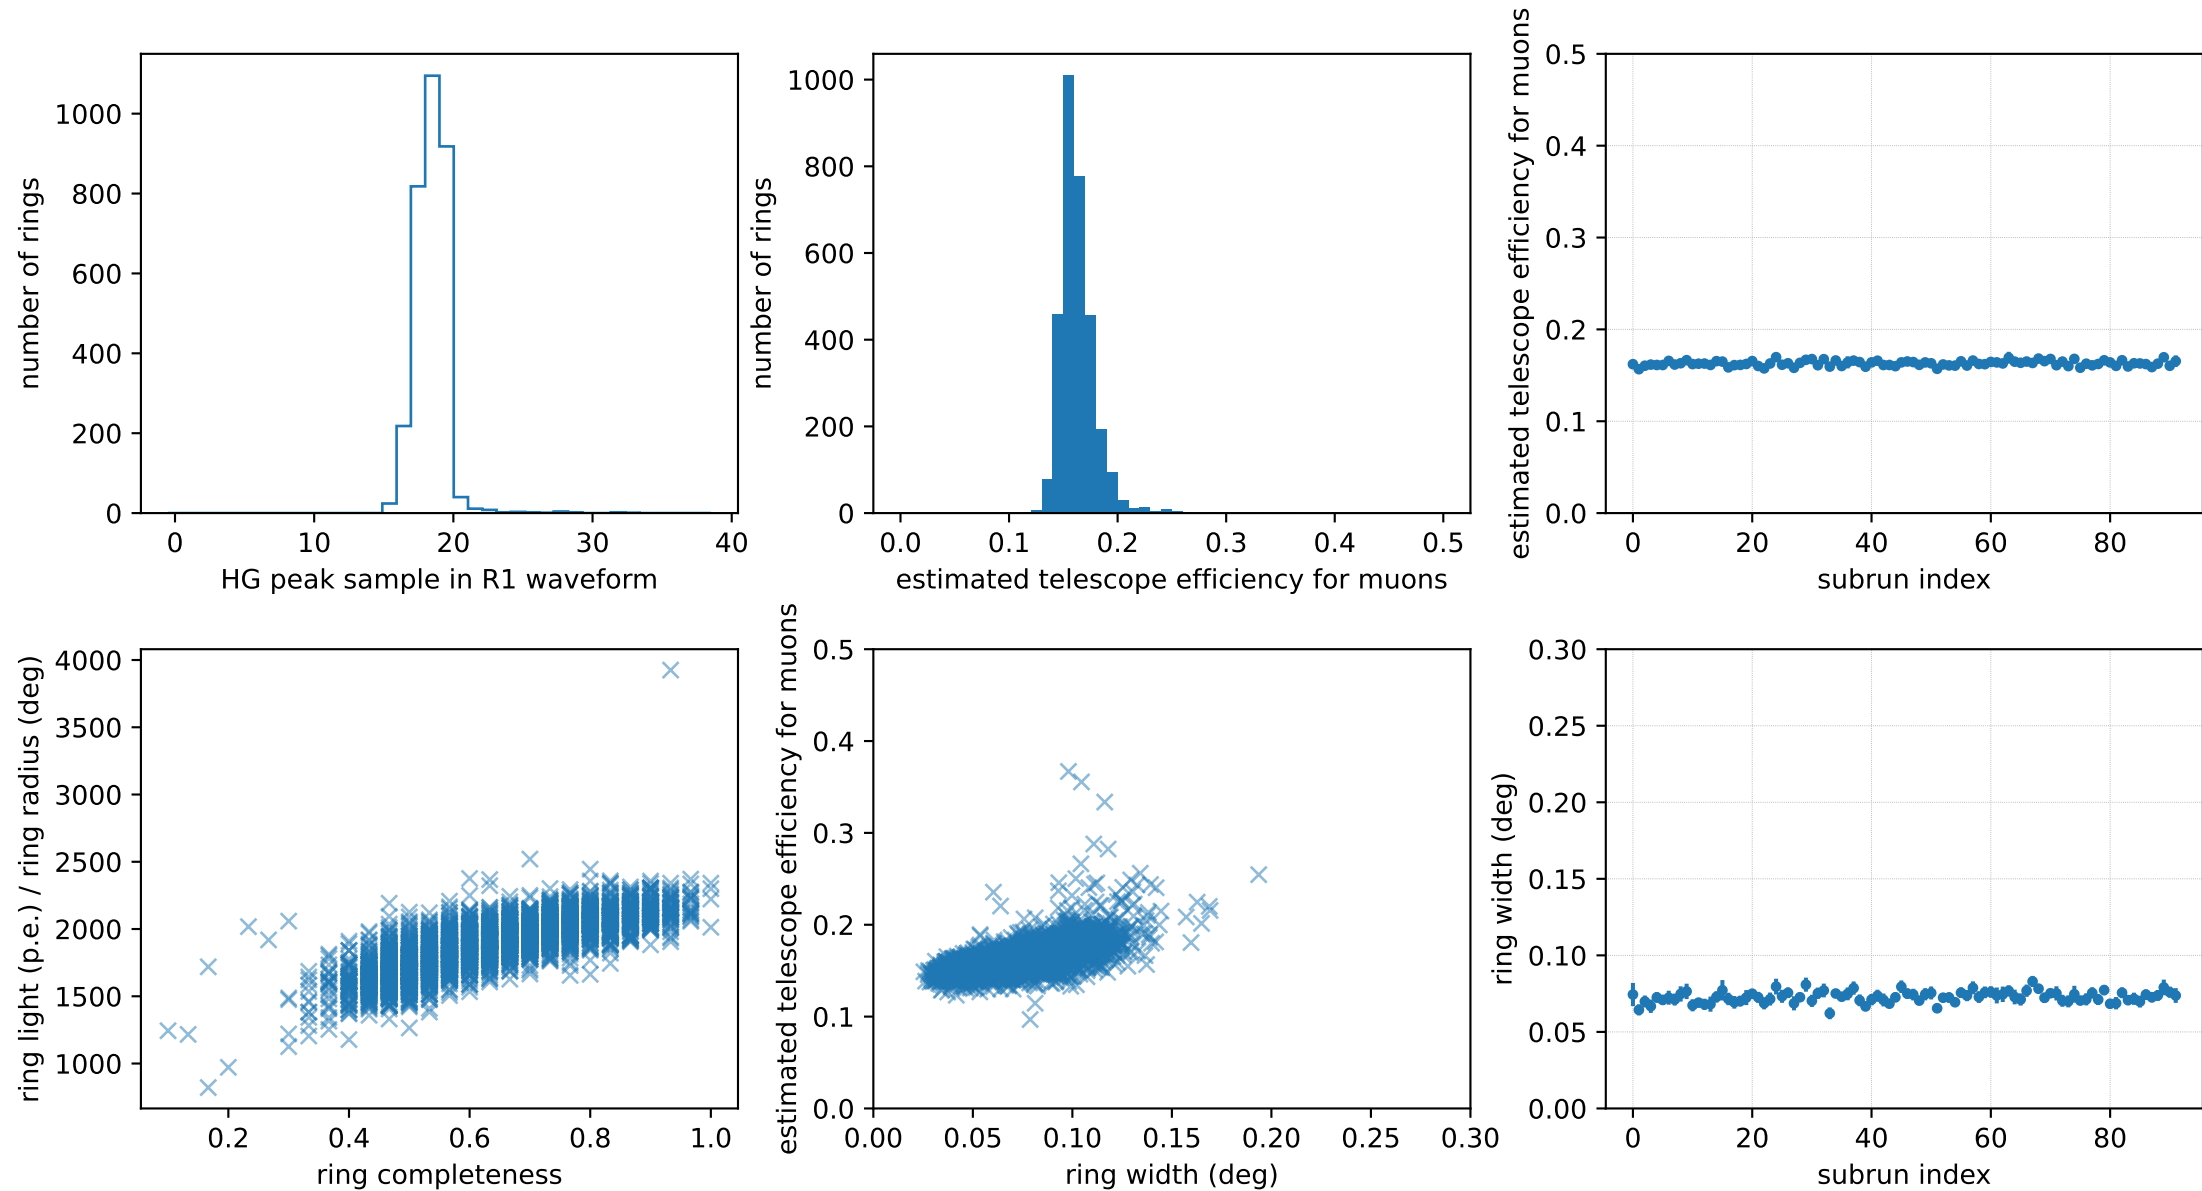 number of rings
1000
800
600
400
200
0
0 10 20 30 40
HG peak sample in R1 waveform
number of rings
1000
800
600
400
200
0
0.0 0.1 0.2 0.3 0.4 0.5
estimated telescope efficiency for muons
estimated telescope efficiency for muons
0.5
0.4
0.3
0.2
0.1
0.0
0 20 40 60 80
subrun index
ring light (p.e.) / ring radius (deg)
4000
3500
3000
2500
2000
1500
1000
0.2 0.4 0.6 0.8 1.0
ring completeness
estimated telescope efficiency for muons
0.5
0.4
0.3
0.2
0.1
0.0
0.00 0.05 0.10 0.15 0.20 0.25 0.30
ring width (deg)
ring width (deg)
0.30
0.25
0.20
0.15
0.10
0.05
0.00
0 20 40 60 80
subrun index